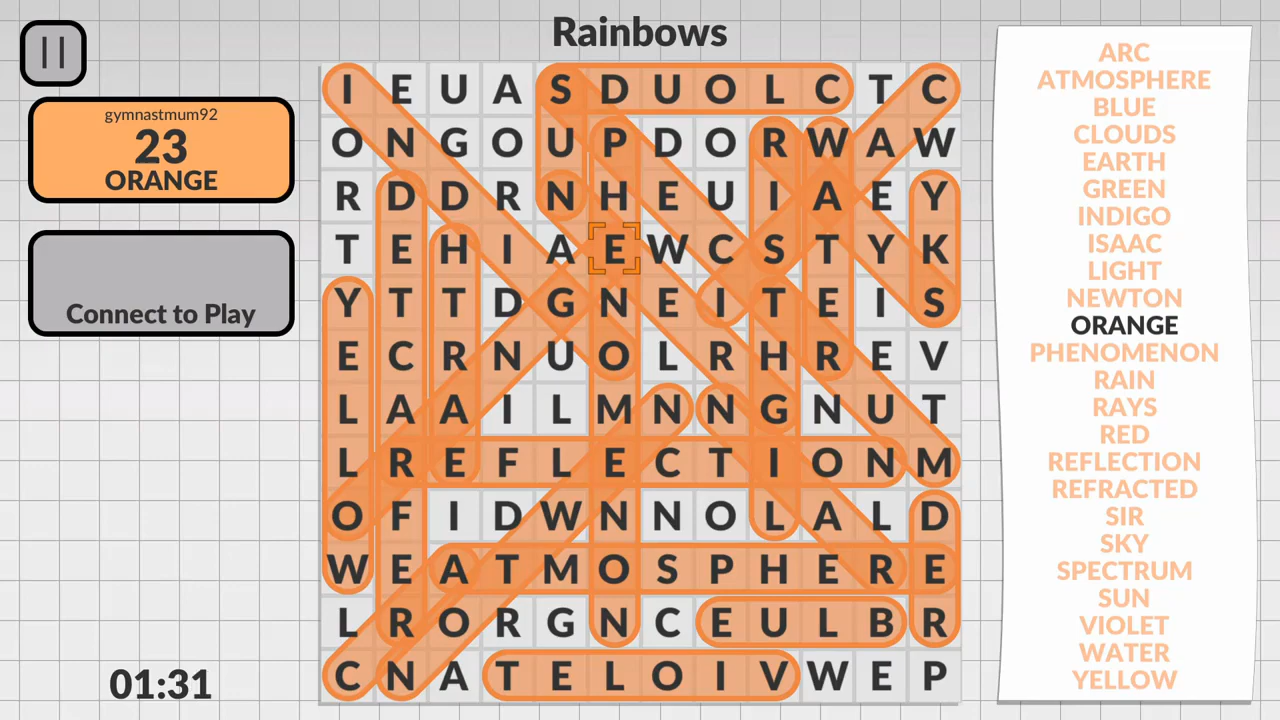 Rainbows
gymnastmum92
23
ORANGE
Connect to Play
01:31
I E U A S D U O L C T C
O N G O U P D O R W A W
R D D R N H E U I A E Y
T E H I A E W C S T Y K
Y T T D G N E I T E I S
E C R N U O L R H R E V
L A A I L M N N G N U T
L R E F L E C T I O N M
O F I D W N N O L A L D
W E A T M O S P H E R E
L R O R G N C E U L B R
C N A T E L O I V W E P
ARC
ATMOSPHERE
BLUE
CLOUDS
EARTH
GREEN
INDIGO
ISAAC
LIGHT
NEWTON
ORANGE
PHENOMENON
RAIN
RAYS
RED
REFLECTION
REFRACTED
SIR
SKY
SPECTRUM
SUN
VIOLET
WATER
YELLOW